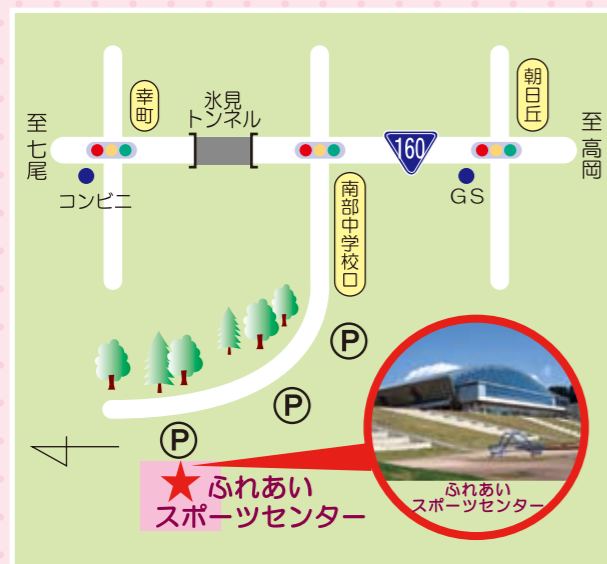 至七尾
幸町
氷見
トンネル
朝日丘
至高岡
160
コンビニ
GS
南部中学校口
P
P
P
ふれあい
スポーツセンター
ふれあい
スポーツセンター